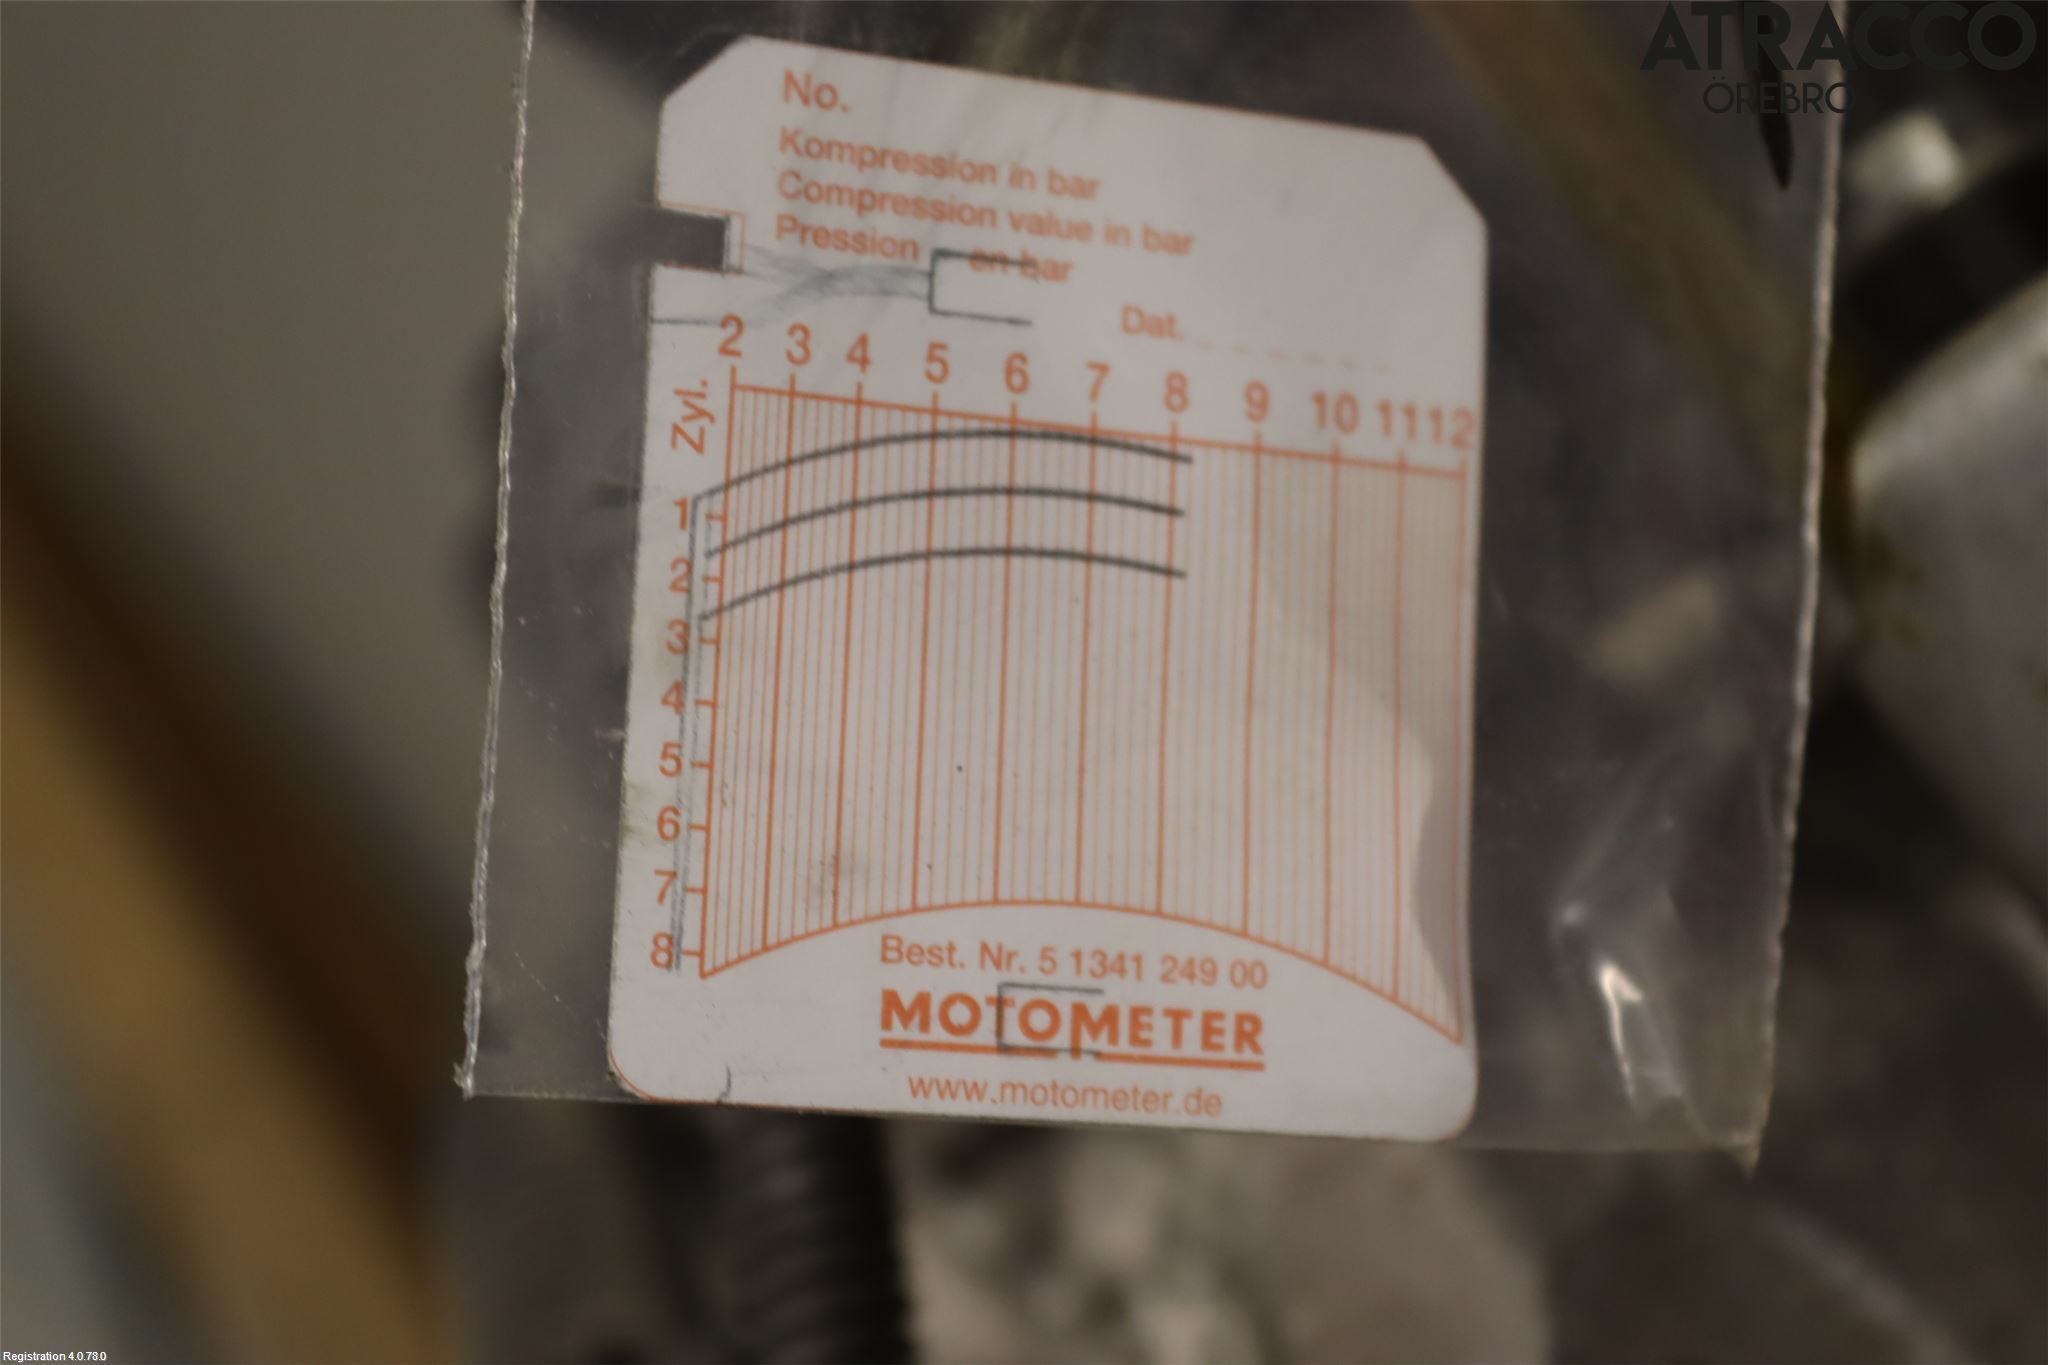 ATRACCO
ÖREBRO
No.
Kompression in bar
Compression value in bar
Pression en bar
Dat.
2 3 4 5 6 7 8 9 10 11 12
Zyl.
1
2
3
4
5
6
7
8
Best. Nr. 5 1341 249 00
MOTOMETER
www.motometer.de
Registration 4.0.78.0